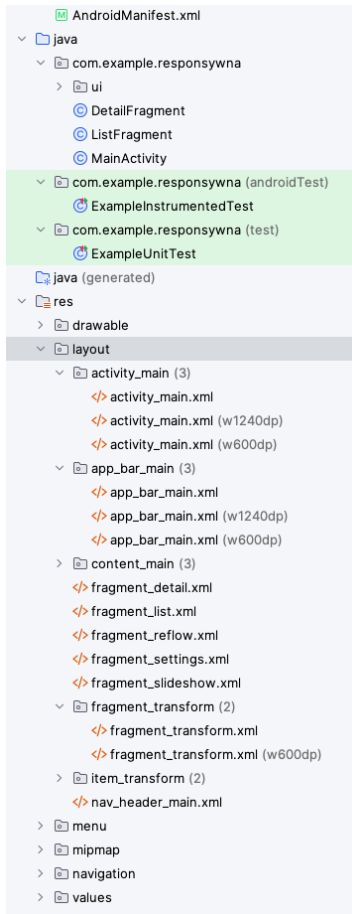 AndroidManifest.xml
java
com.example.responsywna
ui
DetailFragment
ListFragment
MainActivity
com.example.responsywna (androidTest)
ExampleInstrumentedTest
com.example.responsywna (test)
ExampleUnitTest
java (generated)
res
drawable
layout
activity_main (3)
activity_main.xml
activity_main.xml (w1240dp)
activity_main.xml (w600dp)
app_bar_main (3)
app_bar_main.xml
app_bar_main.xml (w1240dp)
app_bar_main.xml (w600dp)
content_main (3)
fragment_detail.xml
fragment_list.xml
fragment_reflow.xml
fragment_settings.xml
fragment_slideshow.xml
fragment_transform (2)
fragment_transform.xml
fragment_transform.xml (w600dp)
item_transform (2)
nav_header_main.xml
menu
mipmap
navigation
values